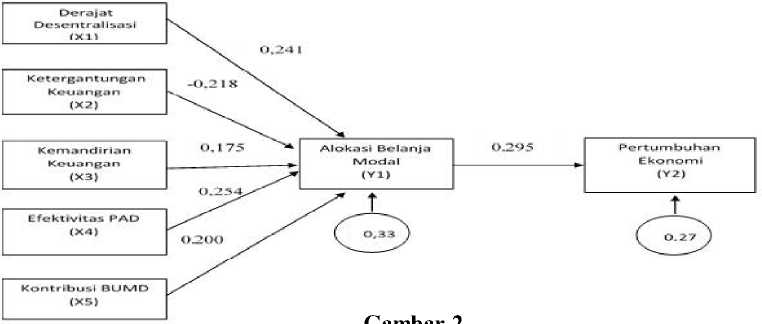 Derajat
Desentralisasi
(X1)
0,241
Ketergantungan
Keuangan
(X2)
-0,218
Kemandirian
Keuangan
(X3)
0,175
Alokasi Belanja
Modal
(Y1)
0.295
Pertumbuhan
Ekonomi
(Y2)
0,254
Efektivitas PAD
(X4)
0.200
0,33
0.27
Kontribusi BUMD
(X5)
Gambar 2